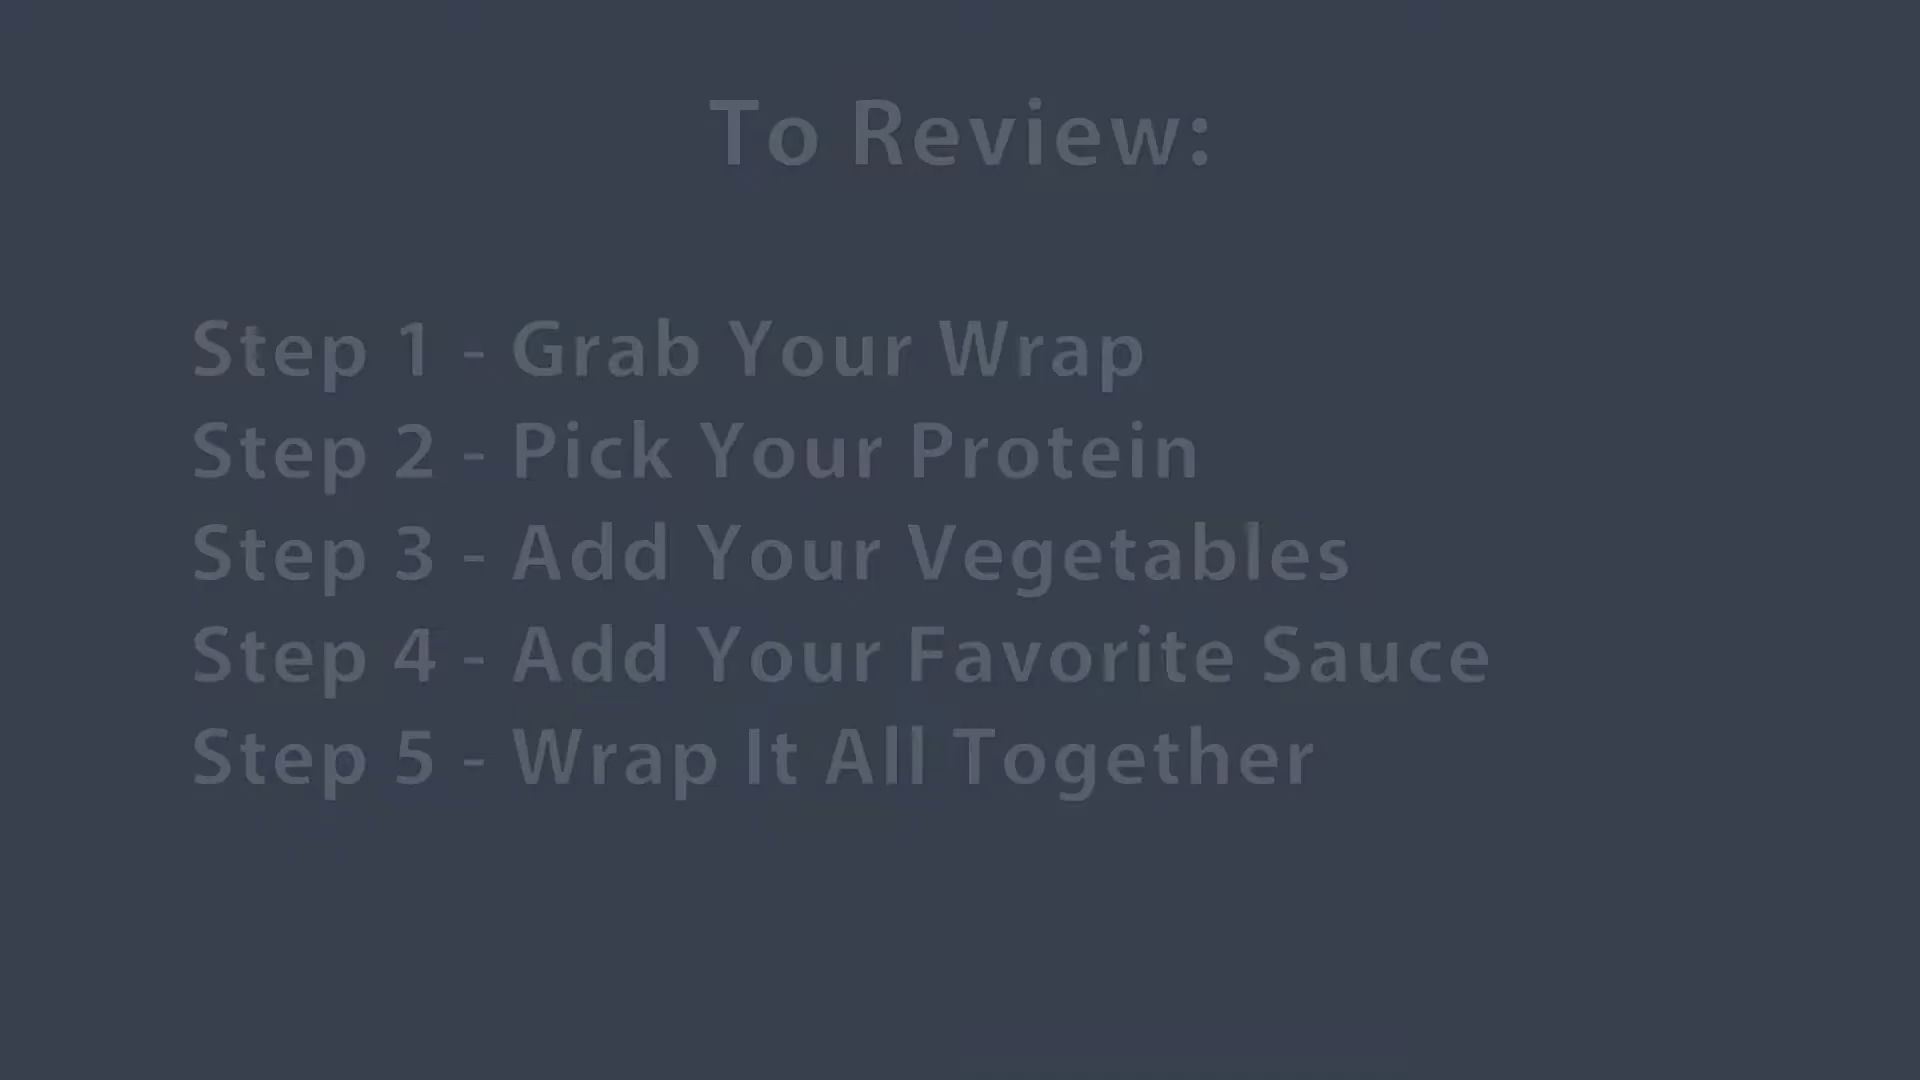 To Review:
Step 1 - Grab Your Wrap
Step 2 - Pick Your Protein
Step 3 - Add Your Vegetables
Step 4 - Add Your Favorite Sauce
Step 5 - Wrap It All Together